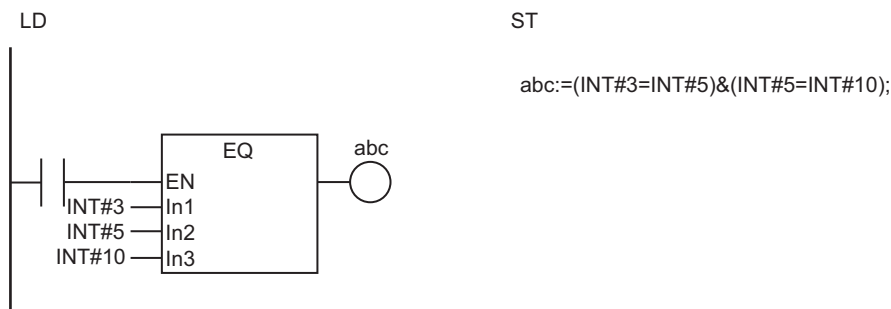 LD
ST
abc:=(INT#3=INT#5)&(INT#5=INT#10);
EQ
abc
EN
INT#3 In1
INT#5 In2
INT#10 In3